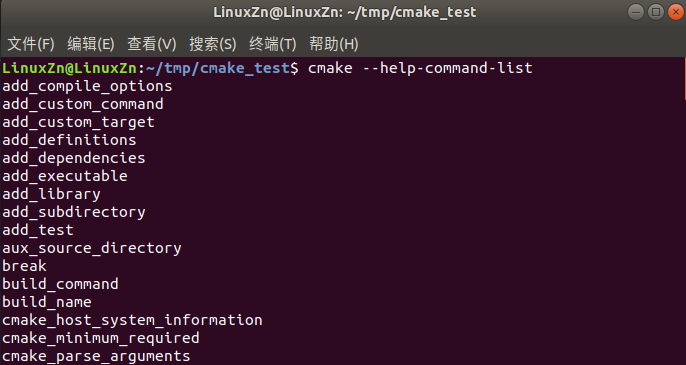 LinuxZn@LinuxZn: ~/tmp/cmake_test
文件(F) 编辑(E) 查看(V) 搜索(S) 终端(T) 帮助(H)
LinuxZn@LinuxZn:~/tmp/cmake_test$ cmake --help-command-list
add_compile_options
add_custom_command
add_custom_target
add_definitions
add_dependencies
add_executable
add_library
add_subdirectory
add_test
aux_source_directory
break
build_command
build_name
cmake_host_system_information
cmake_minimum_required
cmake_parse_arguments